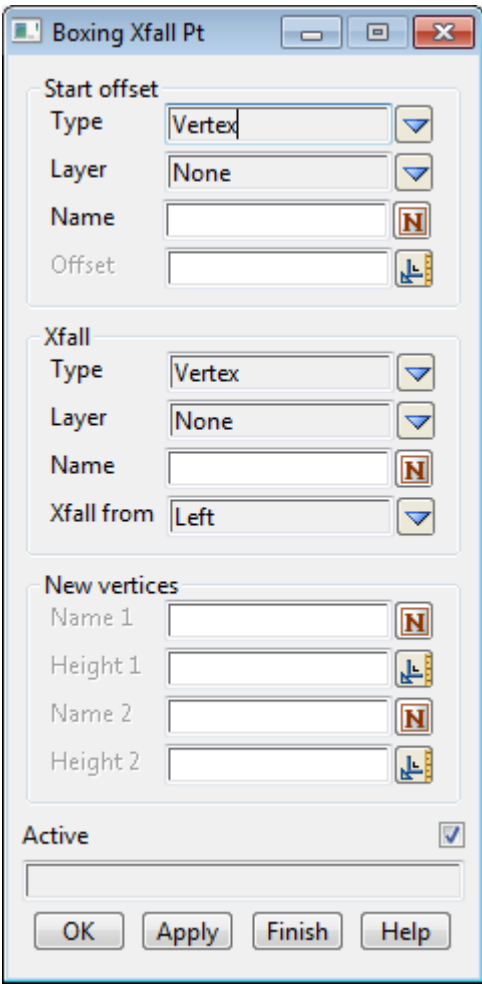 Boxing Xfall Pt
Start offset
Type Vertex
Layer None
Name N
Offset
Xfall
Type Vertex
Layer None
Name N
Xfall from Left
New vertices
Name 1 N
Height 1
Name 2 N
Height 2
Active
OK Apply Finish Help